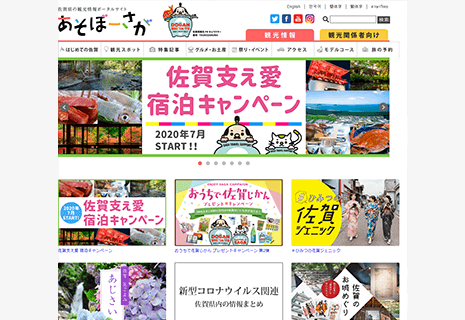 佐賀県の観光情報ポータルサイト
あそぼーさが
English
한국어
簡体字
繁体字
ภาษาไทย
検索
観光情報
観光関係者向け
はじめての佐賀
観光スポット
特集記事
グルメ・お土産
祭り・イベント
アクセス
モデルコース
旅の予約
佐賀支え愛
宿泊キャンペーン
2020年7月
START!!
佐賀支え愛
宿泊キャンペーン
2020年7月
START!
おうちで佐賀じかん
プレゼントキャンペーン
ひみつの
佐賀
ジェニック
佐賀支え愛 宿泊キャンペーン
おうちで佐賀じかん プレゼントキャンペーン 第2弾
#ひみつの佐賀ジェニック
あじさい
新型コロナウイルス関連
佐賀県内の情報まとめ
佐賀の
お城めぐり